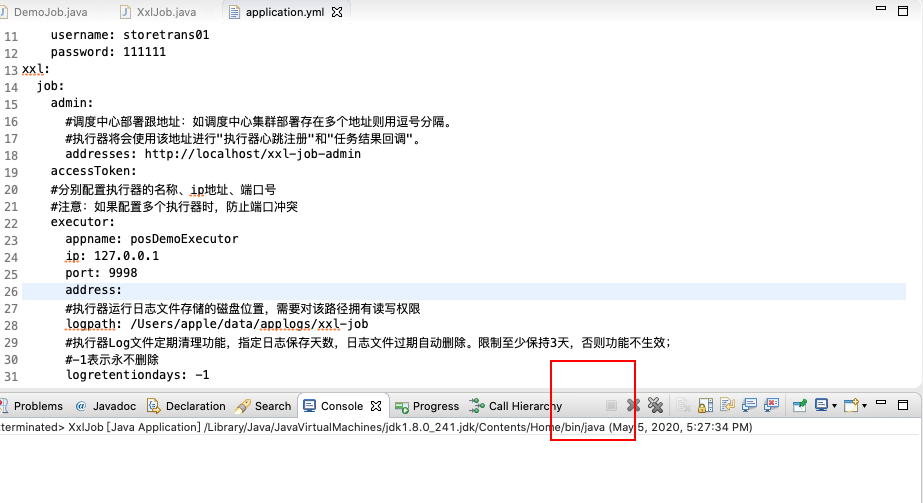 DemoJob.java XxlJob.java application.yml
11 username: storetrans01
12 password: 111111
13 xxl:
14 job:
15 admin:
16 #调度中心部署跟地址：如调度中心集群部署存在多个地址则用逗号分隔。
17 #执行器将会使用该地址进行"执行器心跳注册"和"任务结果回调"。
18 addresses: http://localhost/xxl-job-admin
19 accessToken:
20 #分别配置执行器的名称、ip地址、端口号
21 #注意：如果配置多个执行器时，防止端口冲突
22 executor:
23 appname: posDemoExecutor
24 ip: 127.0.0.1
25 port: 9998
26 address:
27 #执行器运行日志文件存储的磁盘位置，需要对该路径拥有读写权限
28 logpath: /Users/apple/data/applogs/xxl-job
29 #执行器Log文件定期清理功能，指定日志保存天数，日志文件过期自动删除。限制至少保持3天，否则功能不生效；
30 #-1表示永不删除
31 logretentiondays: -1
Problems Javadoc Declaration Search Console Progress Call Hierarchy
terminated> XxlJob [Java Application] /Library/Java/JavaVirtualMachines/jdk1.8.0_241.jdk/Contents/Home/bin/java (May 5, 2020, 5:27:34 PM)